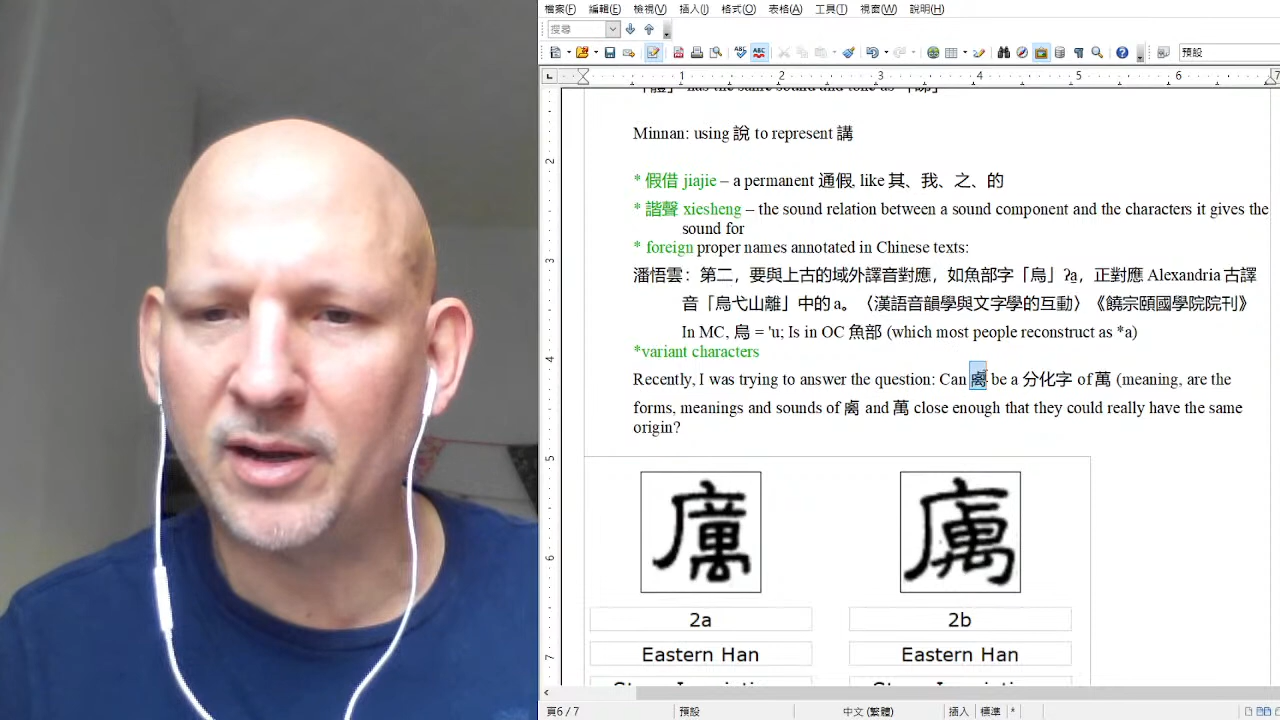 檔案(F) 編輯(E) 檢視(V) 插入(I) 格式(O) 表格(A) 工具(T) 視窗(W) 說明(H)
搜尋
預設
1 2 3 4 5 6 7
Minnan: using 說 to represent 講
* 假借 jiajie – a permanent 通假, like 其、我、之、的
* 諧聲 xiesheng – the sound relation between a sound component and the characters it gives the
sound for
* foreign proper names annotated in Chinese texts:
潘悟雲：第二，要與上古的域外譯音對應，如魚部字「烏」ʔa，正對應 Alexandria 古譯
音「烏弋山離」中的 a。〈漢語音韻學與文字學的互動〉《饒宗頤國學院院刊》
In MC, 烏 = 'u; Is in OC 魚部 (which most people reconstruct as *a)
*variant characters
Recently, I was trying to answer the question: Can be a 分化字 of 萬 (meaning, are the
forms, meanings and sounds of and 萬 close enough that they could really have the same
origin?
2a 2b
Eastern Han Eastern Han
頁6 / 7 預設 中文 (繁體) 插入 標準 *